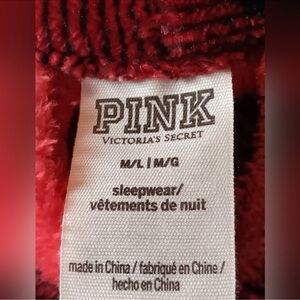 PINK
VICTORIA'S SECRET
M/L | M/G
sleepwear/
vêtements de nuit
made in China / fabriqué en Chine /
hecho en China